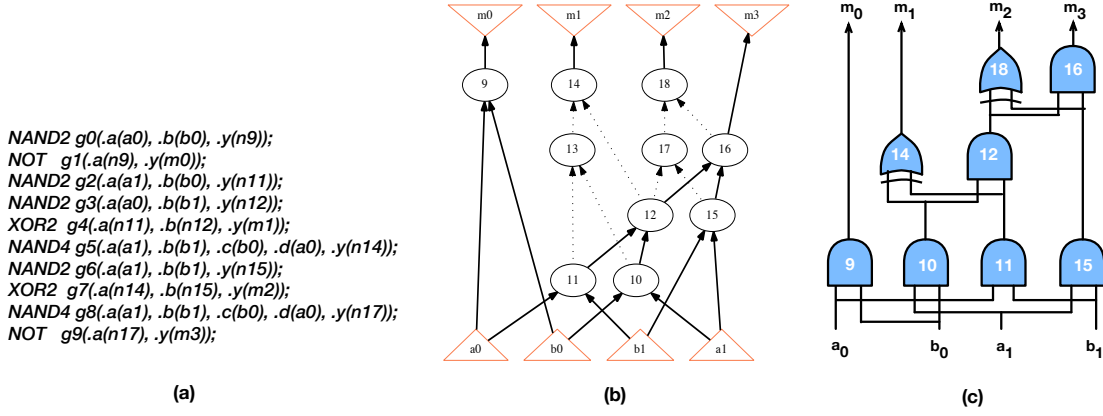 NAND2 g0(.a(a0), .b(b0), .y(n9));
NOT g1(.a(n9), .y(m0));
NAND2 g2(.a(a1), .b(b0), .y(n11));
NAND2 g3(.a(a0), .b(b1), .y(n12));
XOR2 g4(.a(n11), .b(n12), .y(m1));
NAND4 g5(.a(a1), .b(b1), .c(b0), .d(a0), .y(n14));
NAND2 g6(.a(a1), .b(b1), .y(n15));
XOR2 g7(.a(n14), .b(n15), .y(m2));
NAND4 g8(.a(a1), .b(b1), .c(b0), .d(a0), .y(n17));
NOT g9(.a(n17), .y(m3));
(a)
m0 m1 m2 m3
9 14 18
13 17 16
12 15
11 10
a0 b0 b1 a1
(b)
m0 m1 m2 m3
18 16
14 12
9 10 11 15
a0 b0 a1 b1
(c)